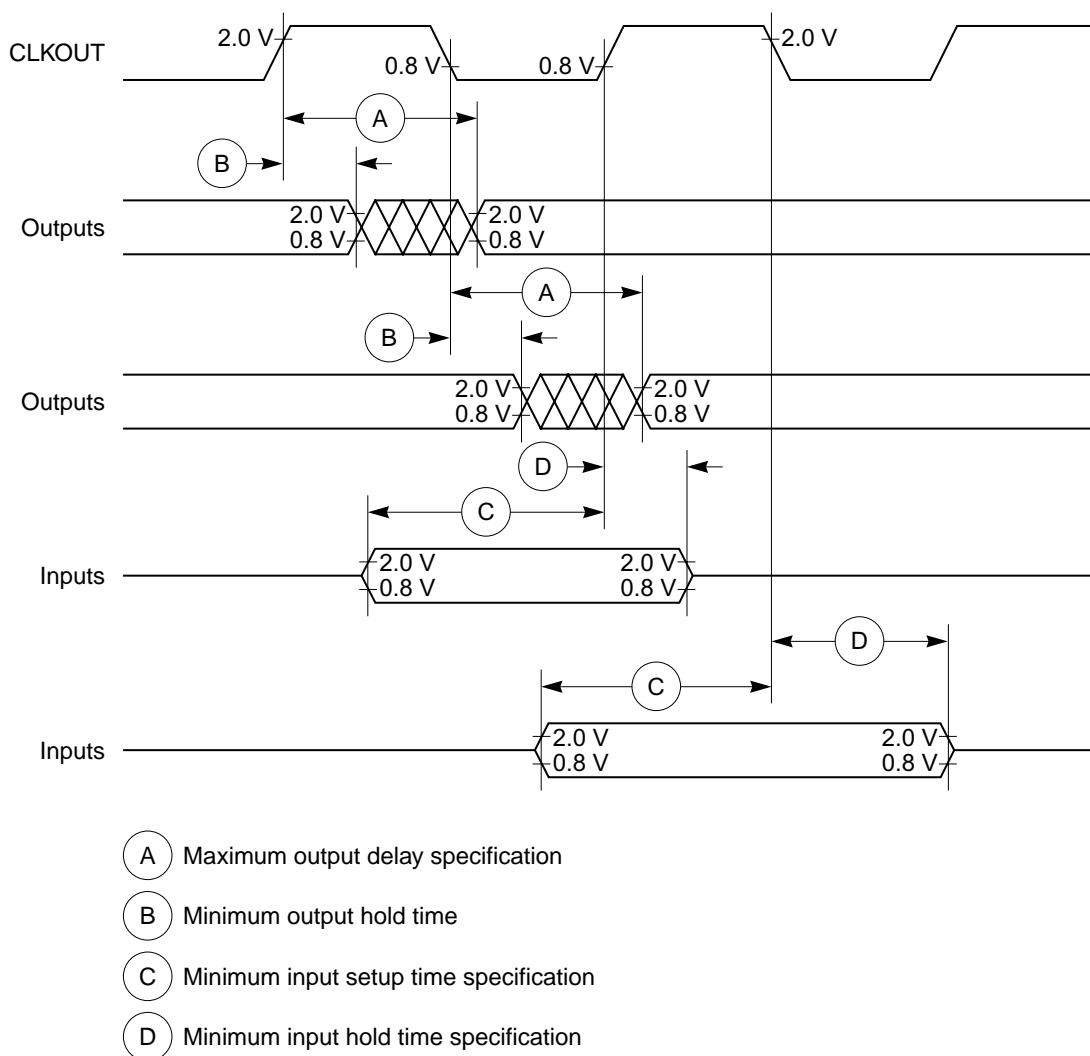 CLKOUT
2.0 V
0.8 V
0.8 V
2.0 V
A
B
Outputs
2.0 V
0.8 V
2.0 V
0.8 V
A
B
Outputs
2.0 V
0.8 V
2.0 V
0.8 V
D
C
Inputs
2.0 V
0.8 V
2.0 V
0.8 V
D
C
Inputs
2.0 V
0.8 V
2.0 V
0.8 V
A Maximum output delay specification
B Minimum output hold time
C Minimum input setup time specification
D Minimum input hold time specification